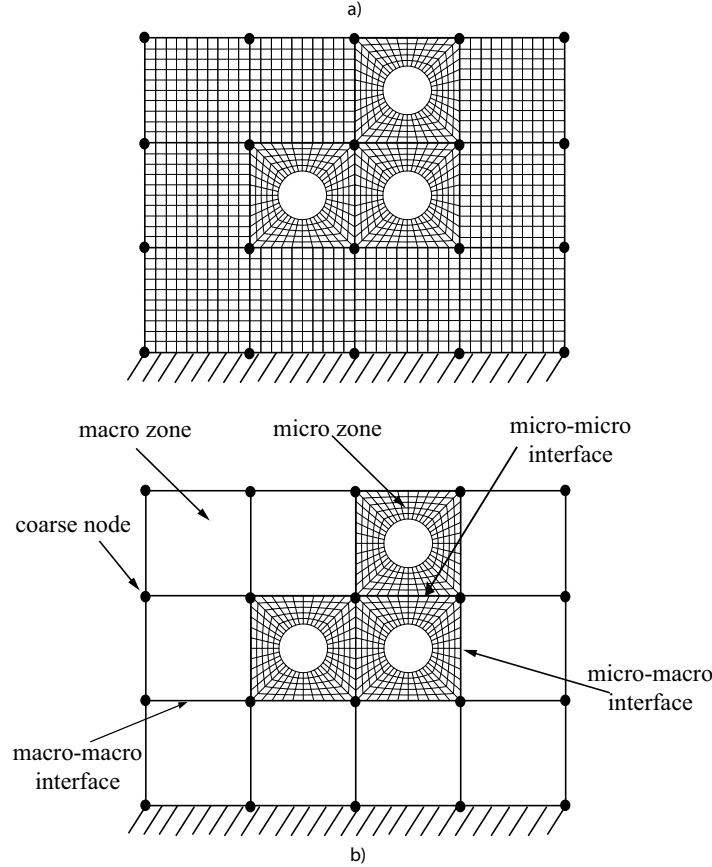 a)
macro zone
micro zone
micro-micro
interface
coarse node
micro-macro
interface
macro-macro
interface
b)